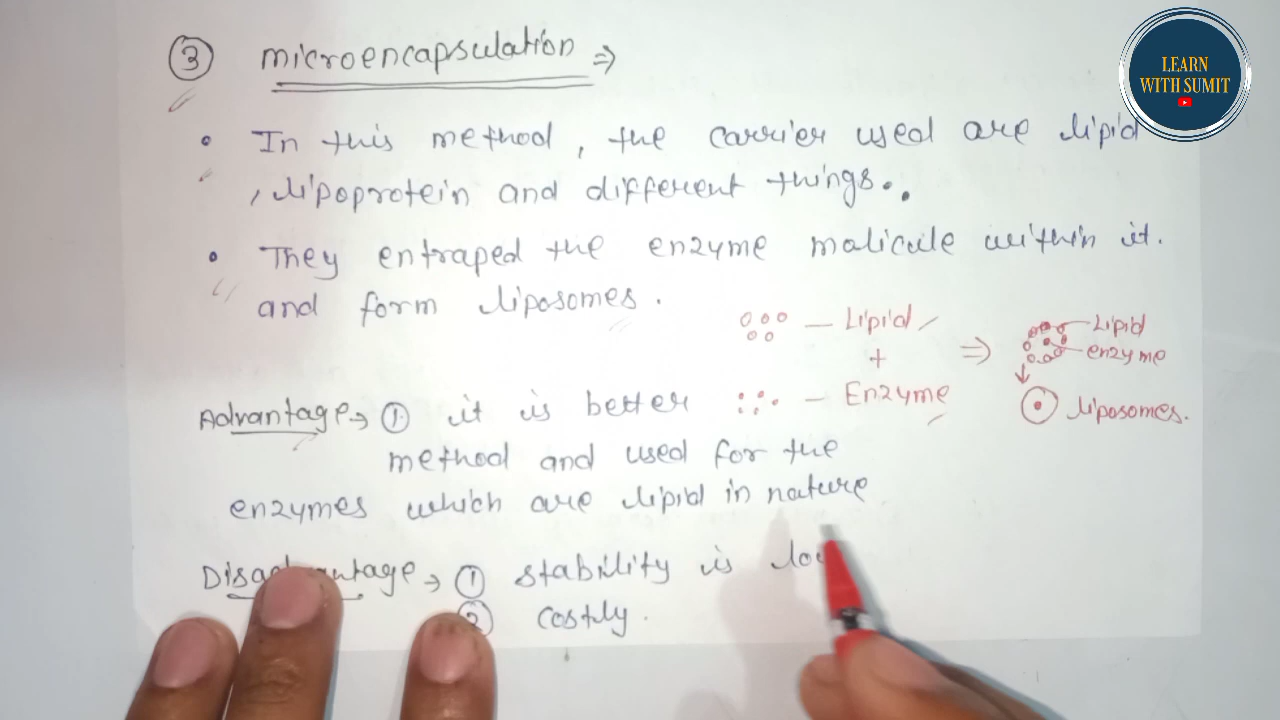 ③ microencapsulation ⇒
LEARN
WITH SUMIT
• In this method, the carrier used are lipid
, lipoprotein and different things..
• They entraped the enzyme malicule within it.
and form liposomes.
— Lipid
+
— Enzyme
⇒
Lipid
enzyme
↓
liposomes.
Advantage → ① it is better
method and used for the
enzymes which are lipid in nature
Disadvantage → ① stability is
② costly.